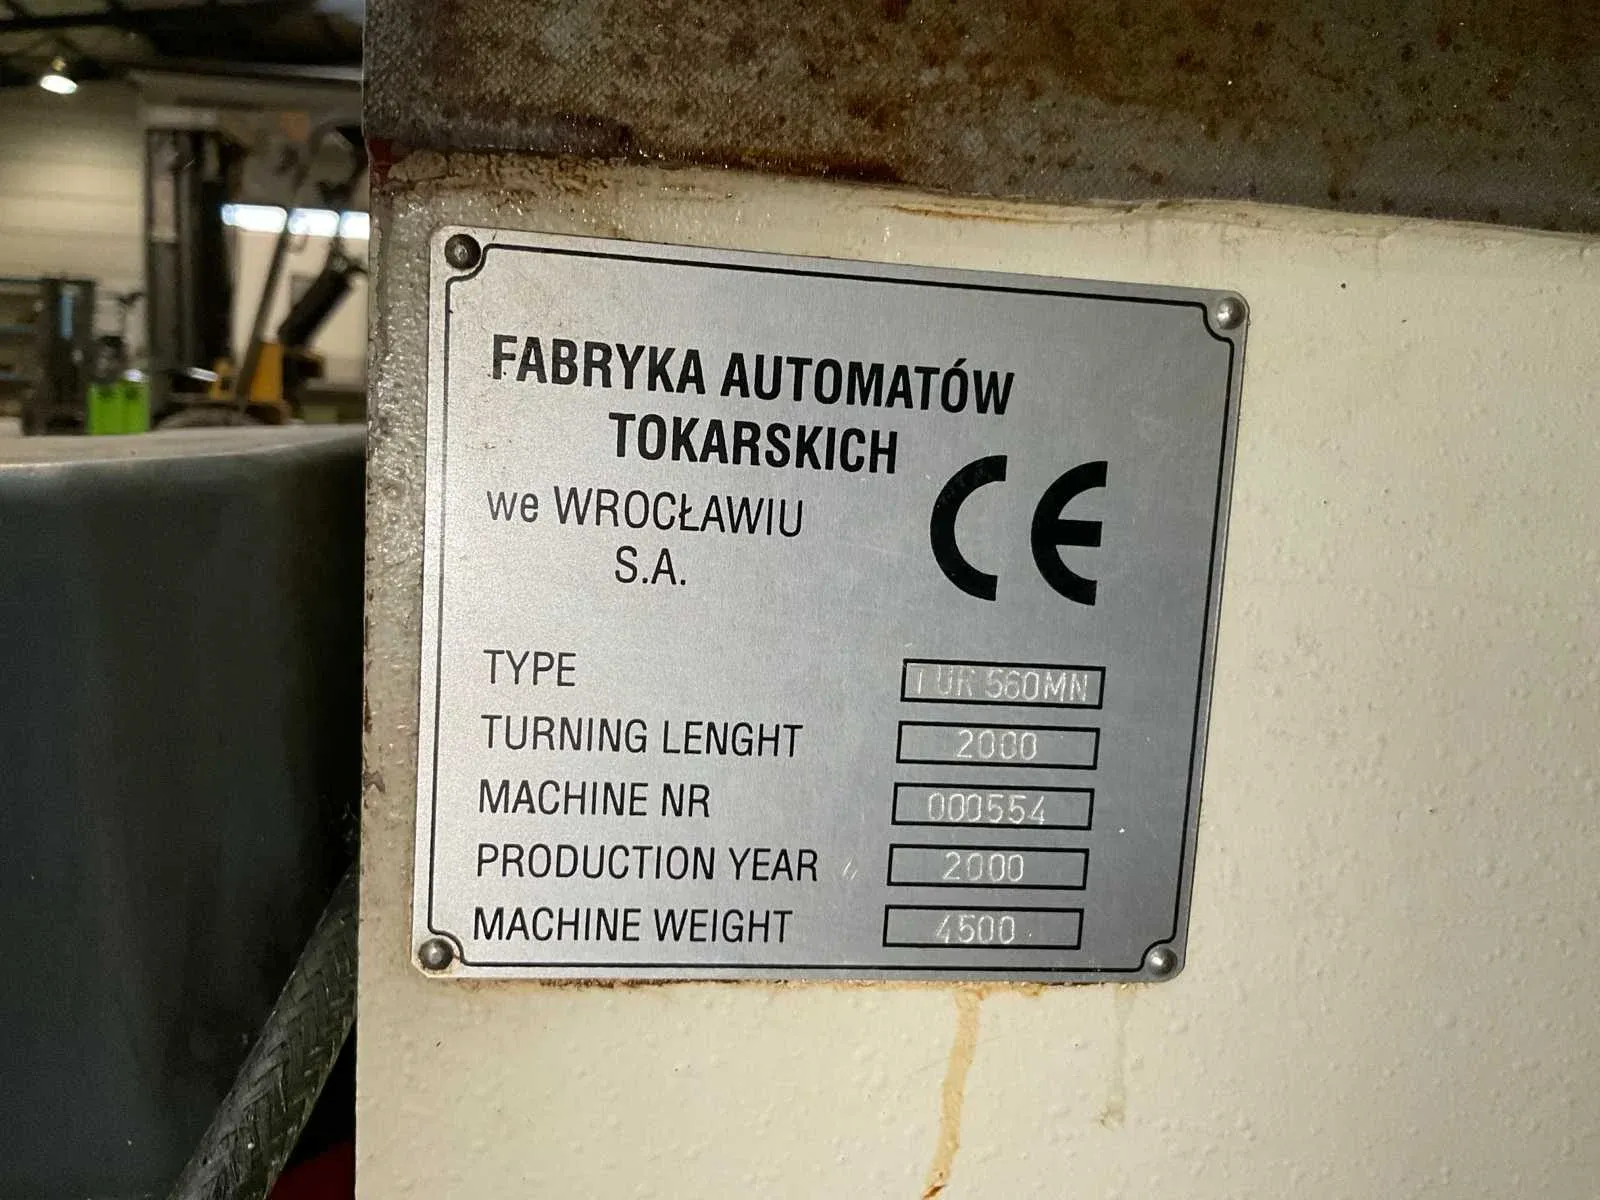 FABRYKA AUTOMATÓW
TOKARSKICH
we WROCŁAWIU
S.A.
CE
TYPE TUR 560MN
TURNING LENGHT 2000
MACHINE NR 000554
PRODUCTION YEAR 2000
MACHINE WEIGHT 4500